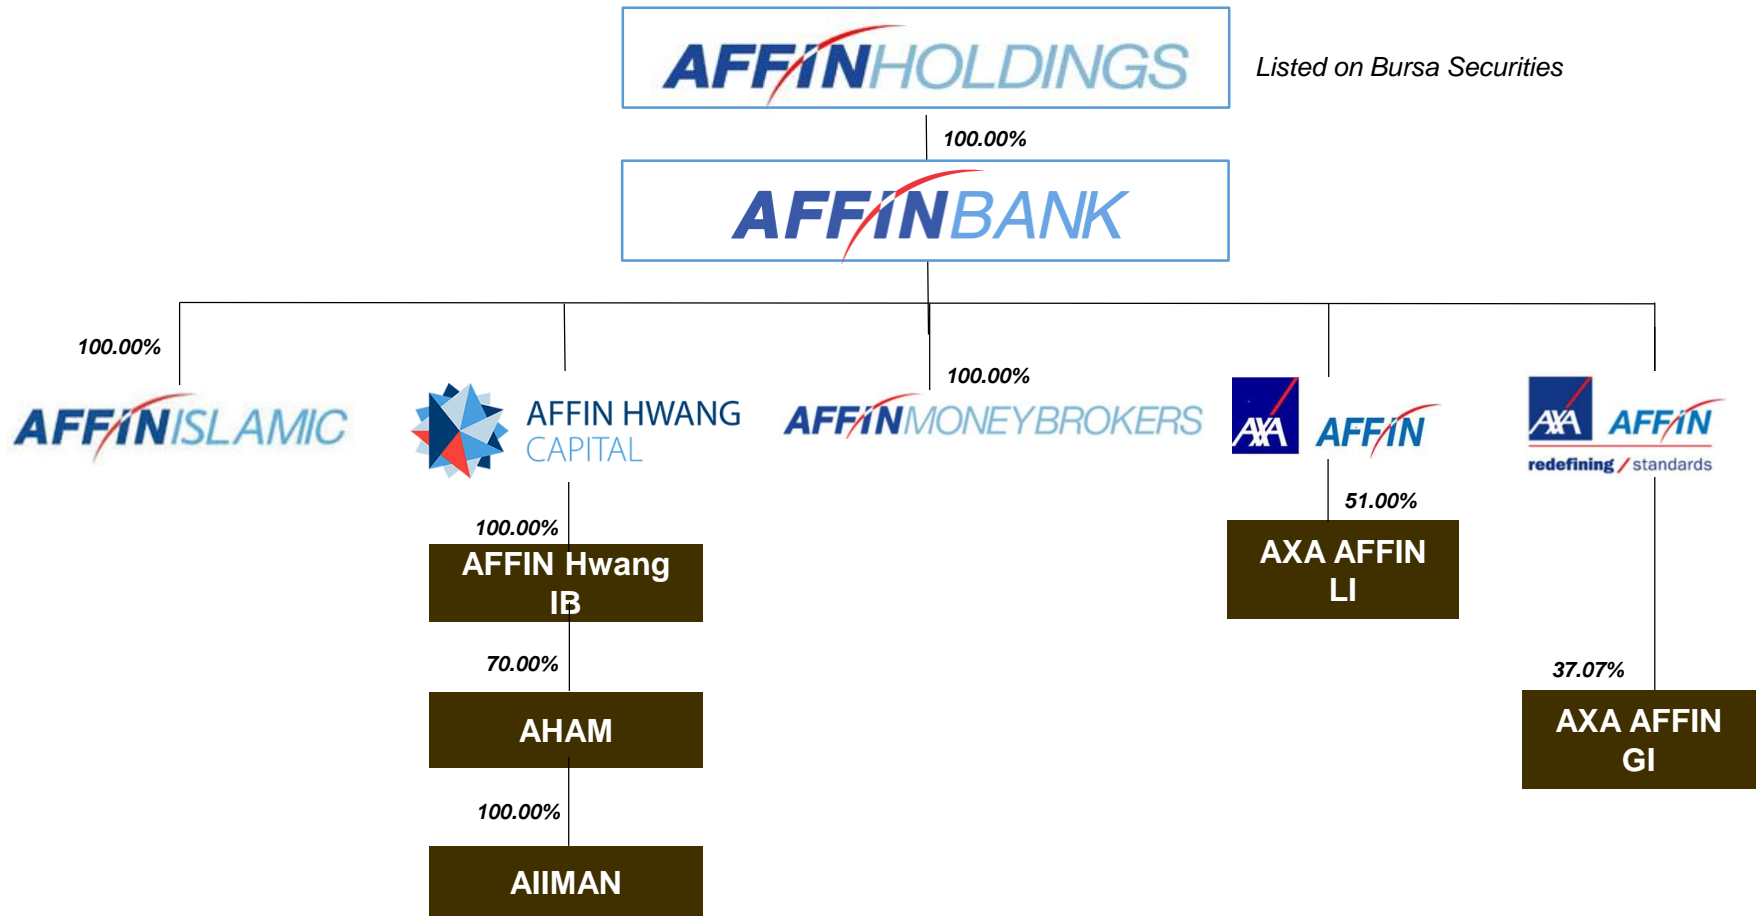 AFFINHOLDINGS
Listed on Bursa Securities
100.00%
AFFINBANK
100.00%
AFFINISLAMIC
AFFIN HWANG
CAPITAL
100.00%
AFFINMONEYBROKERS
AXA AFFIN
AXA AFFIN
redefining / standards
100.00%
AFFIN Hwang
IB
70.00%
AHAM
100.00%
AIIMAN
51.00%
AXA AFFIN
LI
37.07%
AXA AFFIN
GI